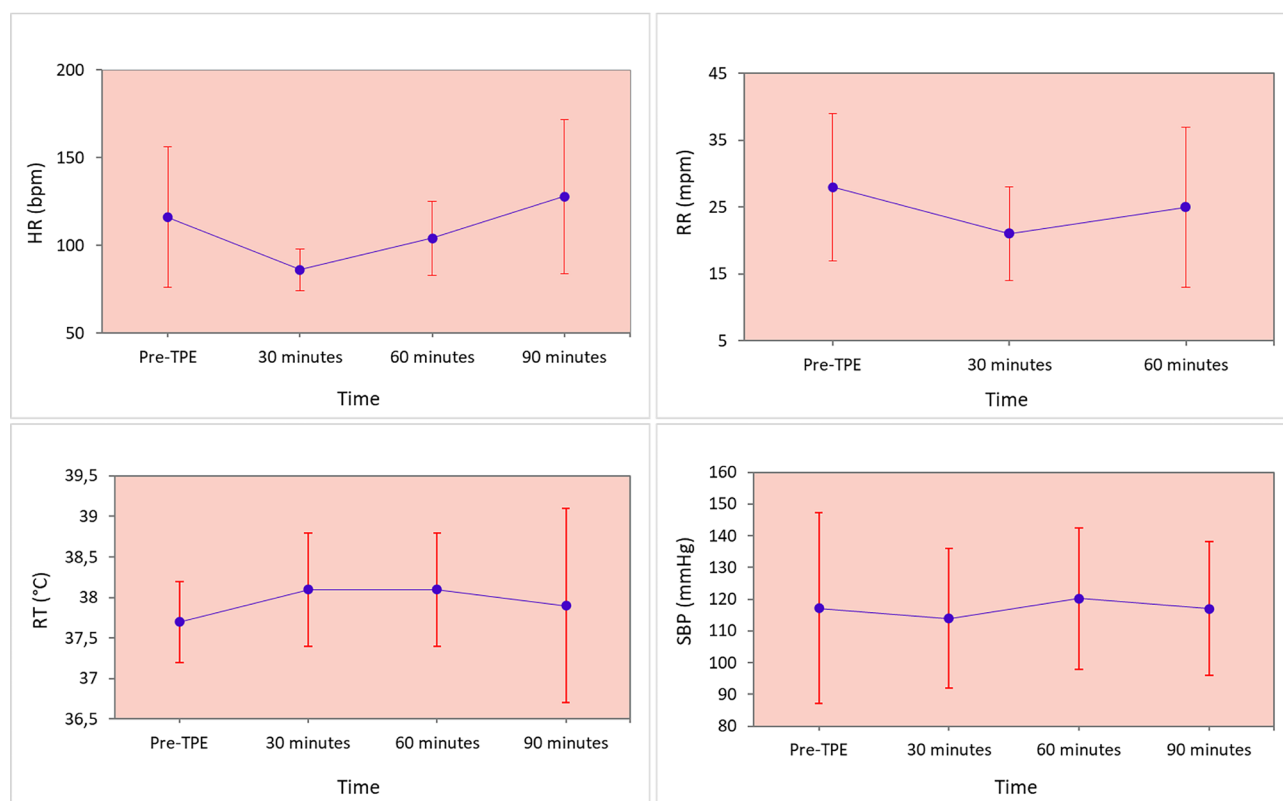 200
150
100
50
HR (bpm)
Pre-TPE 30 minutes 60 minutes 90 minutes
Time
45
35
25
15
5
RR (mpm)
Pre-TPE 30 minutes 60 minutes
Time
39,5
39
38,5
38
37,5
37
36,5
RT (°C)
Pre-TPE 30 minutes 60 minutes 90 minutes
Time
160
150
140
130
120
110
100
90
80
SBP (mmHg)
Pre-TPE 30 minutes 60 minutes 90 minutes
Time